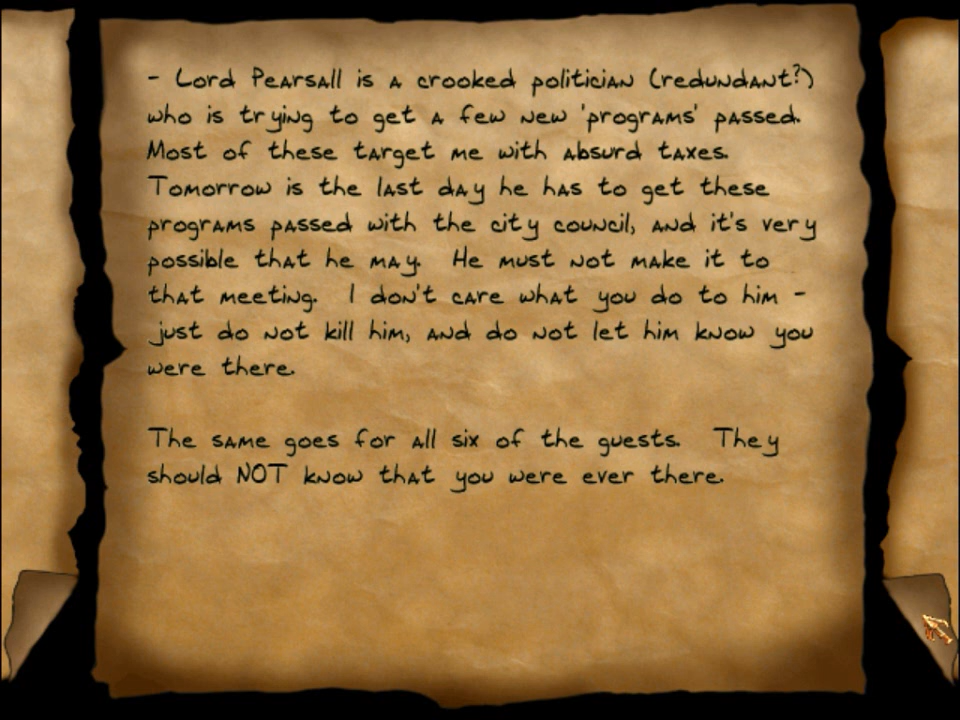 - Lord Pearsall is a crooked politician (redundant?)
who is trying to get a few new 'programs' passed.
Most of these target me with absurd taxes.
Tomorrow is the last day he has to get these
programs passed with the city council, and it's very
possible that he may.  He must not make it to
that meeting.  I don't care what you do to him -
just do not kill him, and do not let him know you
were there.

The same goes for all six of the guests.  They
should NOT know that you were ever there.